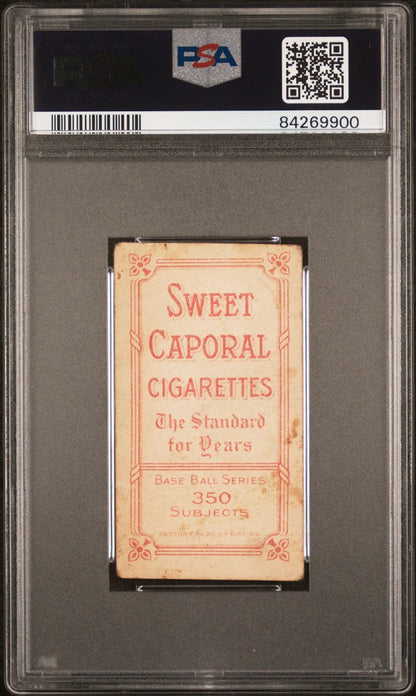 PSA
84269900
SWEET
CAPORAL
CIGARETTES
The Standard
for Years
BASE BALL SERIES
350
SUBJECTS